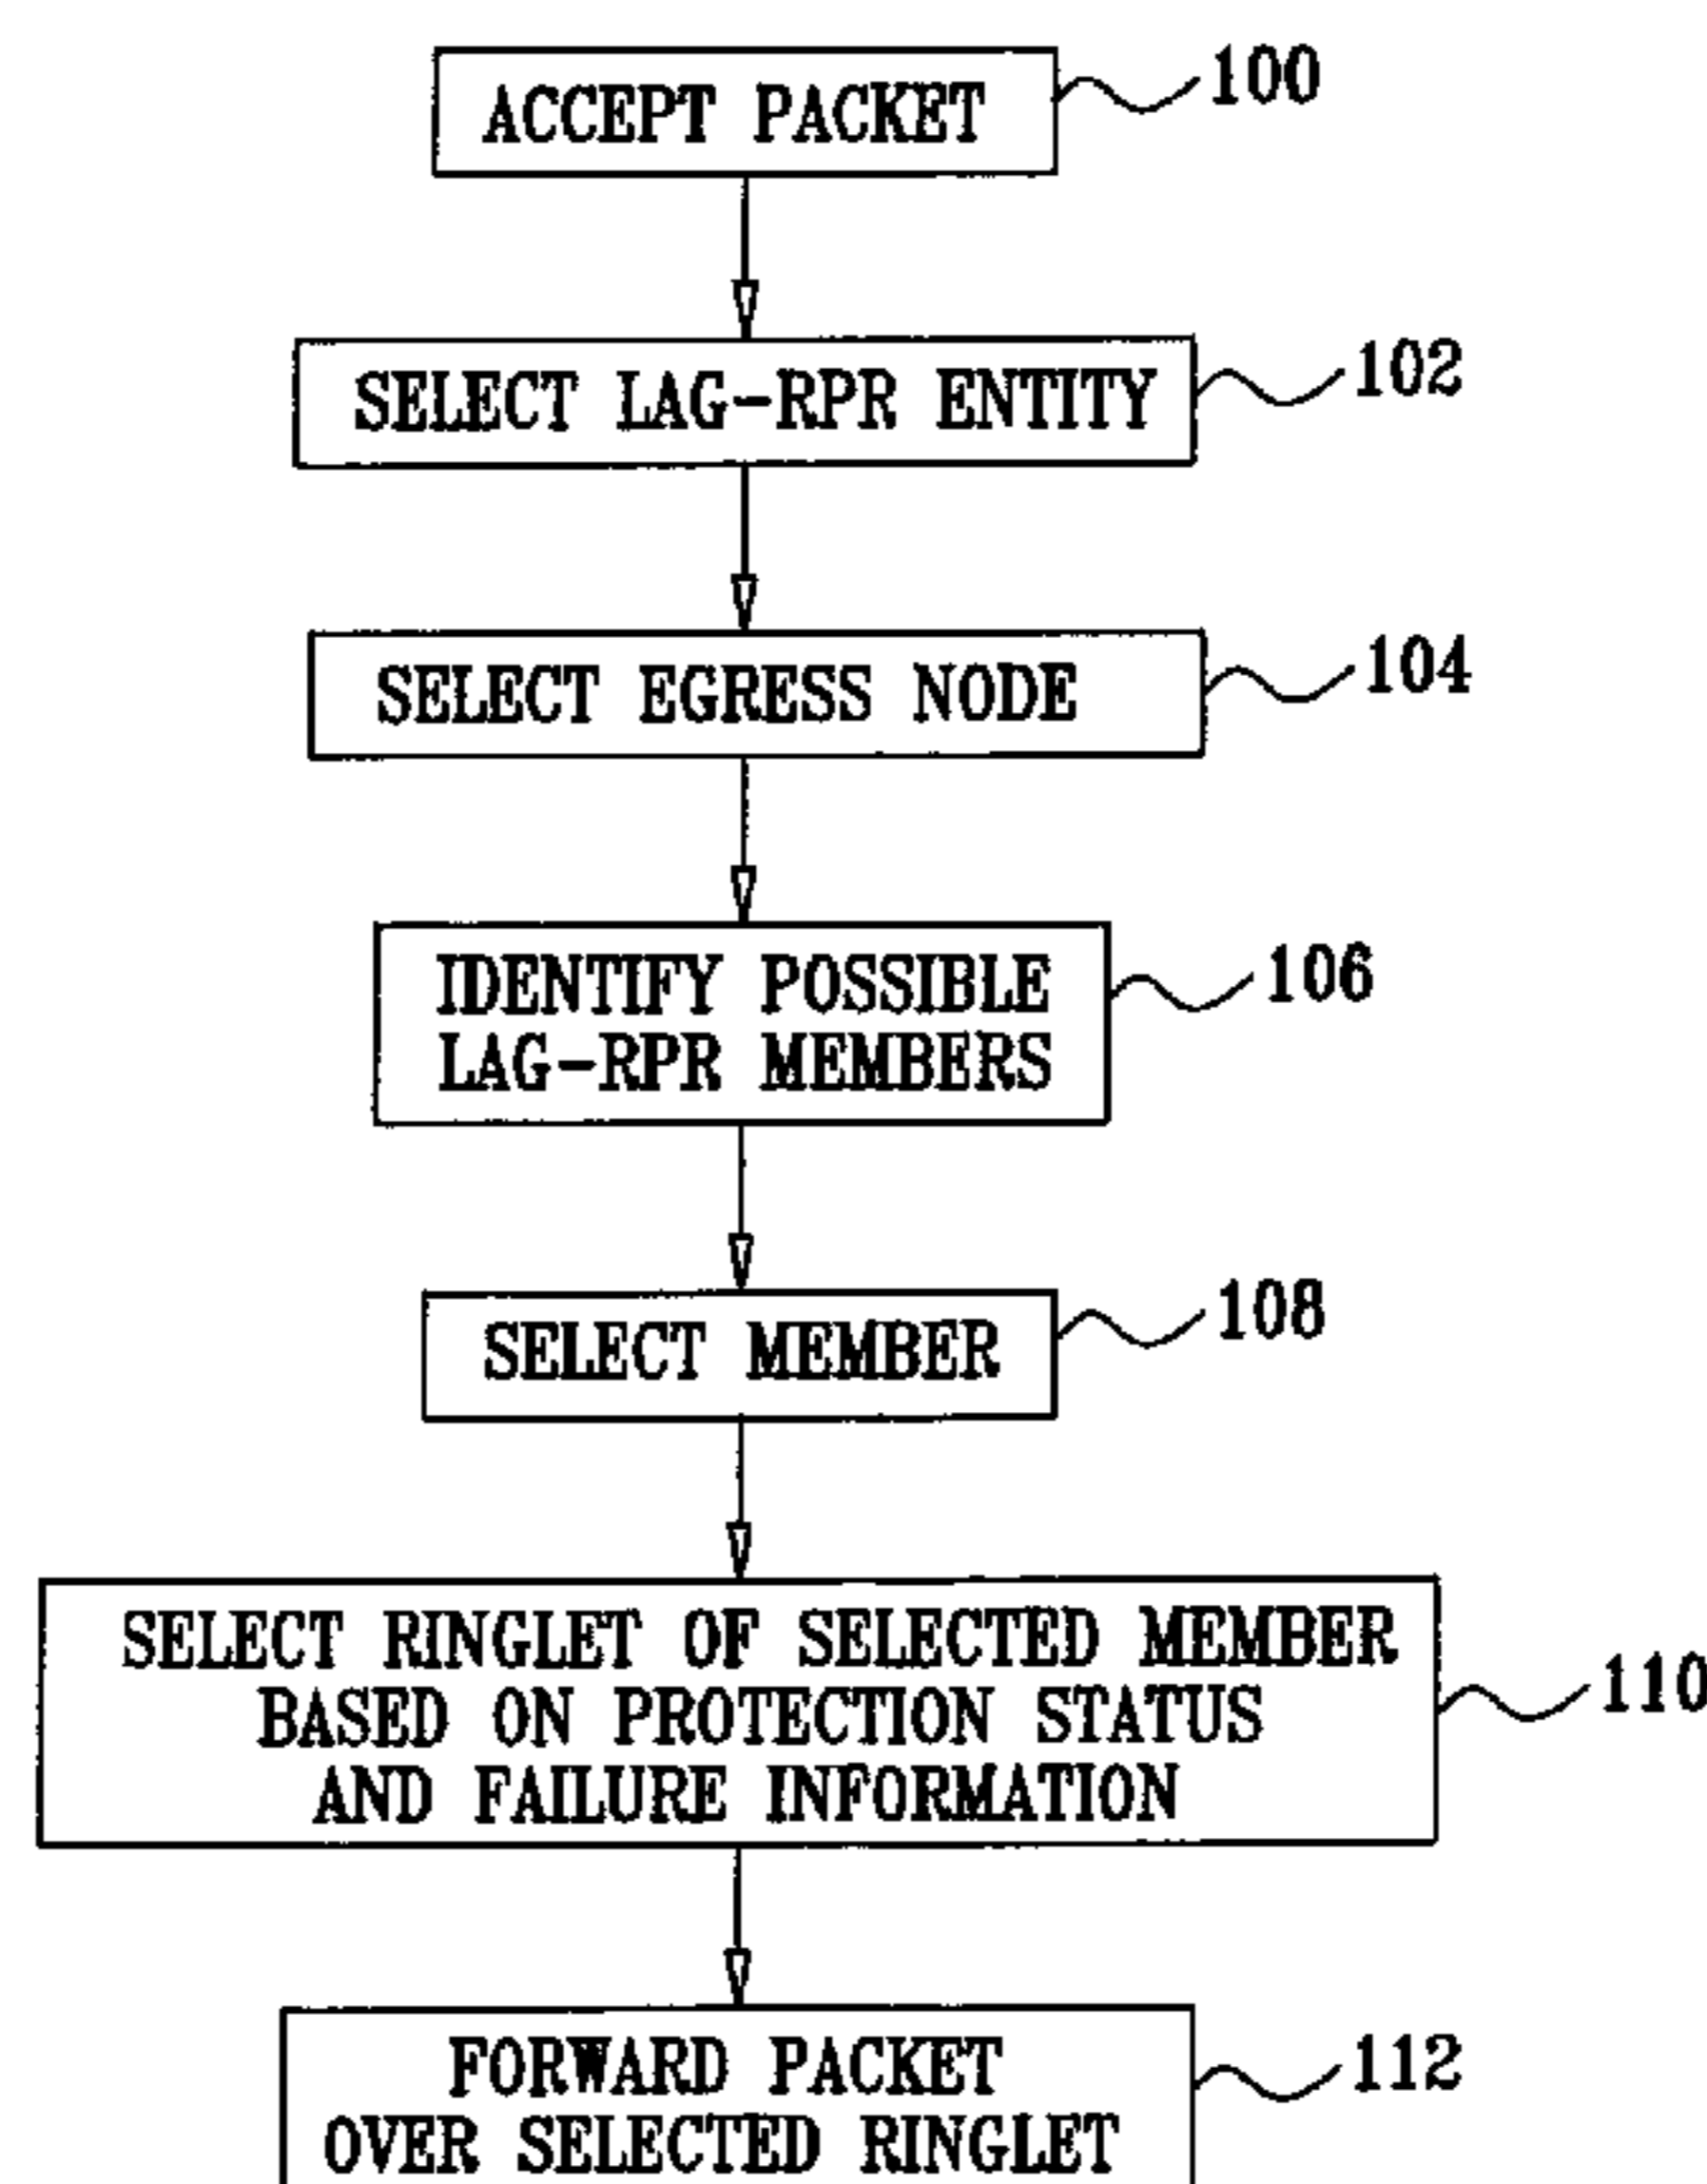 ACCEPT PACKET
100
SELECT LAG-RPR ENTITY
102
SELECT EGRESS NODE
104
IDENTIFY POSSIBLE
LAG-RPR MEMBERS
106
SELECT MEMBER
108
SELECT RINGLET OF SELECTED MEMBER
BASED ON PROTECTION STATUS
AND FAILURE INFORMATION
110
FORWARD PACKET
OVER SELECTED RINGLET
112